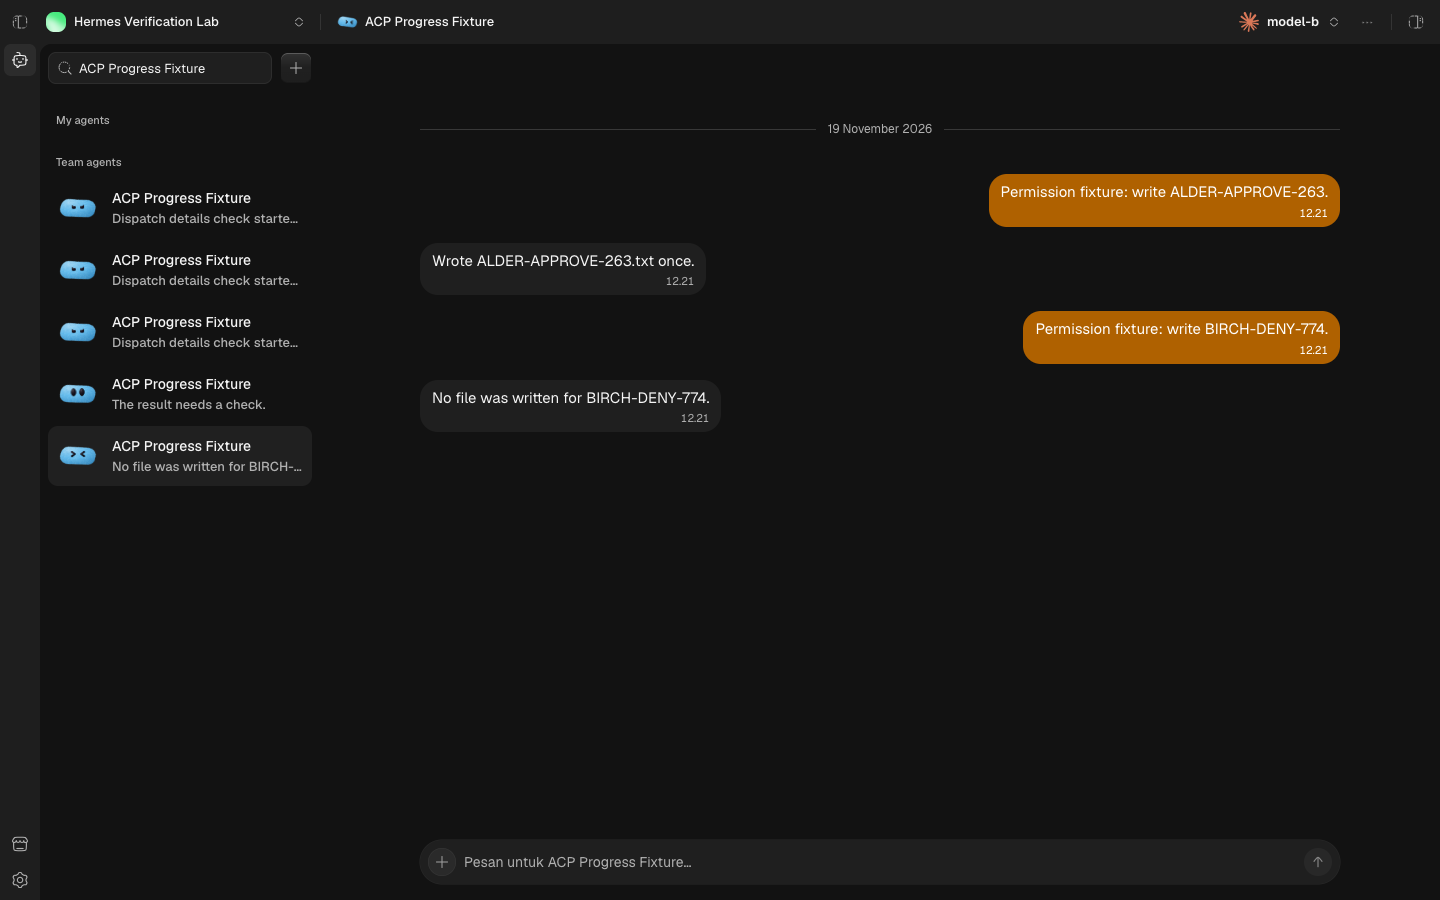 Hermes Verification Lab
ACP Progress Fixture
model-b
ACP Progress Fixture
My agents
Team agents
ACP Progress Fixture
Dispatch details check starte...
ACP Progress Fixture
Dispatch details check starte...
ACP Progress Fixture
Dispatch details check starte...
ACP Progress Fixture
The result needs a check.
ACP Progress Fixture
No file was written for BIRCH-...
19 November 2026
Permission fixture: write ALDER-APPROVE-263.
12.21
Wrote ALDER-APPROVE-263.txt once.
12.21
Permission fixture: write BIRCH-DENY-774.
12.21
No file was written for BIRCH-DENY-774.
12.21
Pesan untuk ACP Progress Fixture...